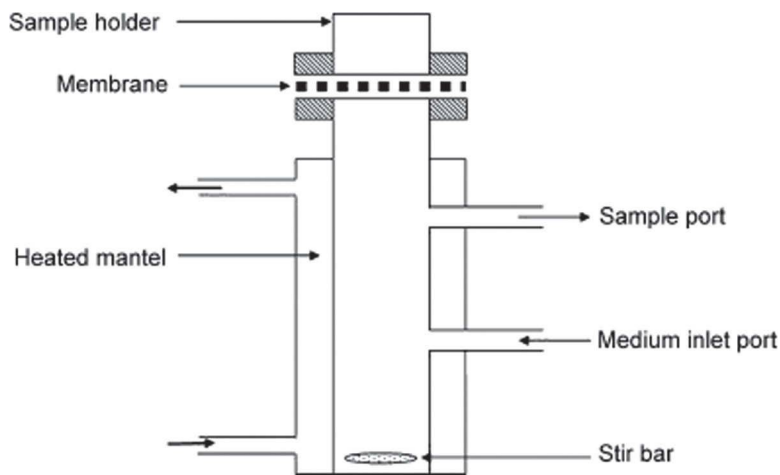 Sample holder
Membrane
Sample port
Heated mantel
Medium inlet port
Stir bar